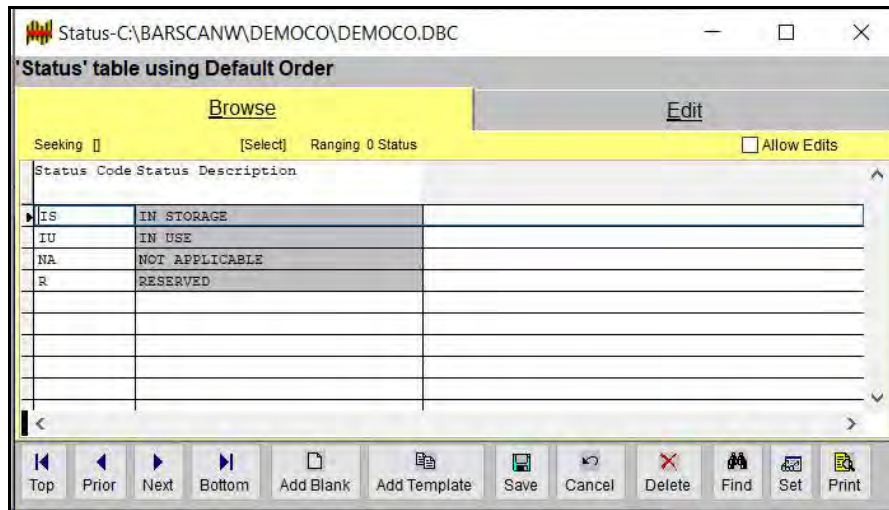 Status-C:\BARSCANW\DEMOCO\DEMOCO.DBC
'Status' table using Default Order
Browse Edit
Seeking [] [Select] Ranging 0 Status Allow Edits
Status Code Status Description
IS IN STORAGE
IU IN USE
NA NOT APPLICABLE
R RESERVED
Top Prior Next Bottom Add Blank Add Template Save Cancel Delete Find Set Print